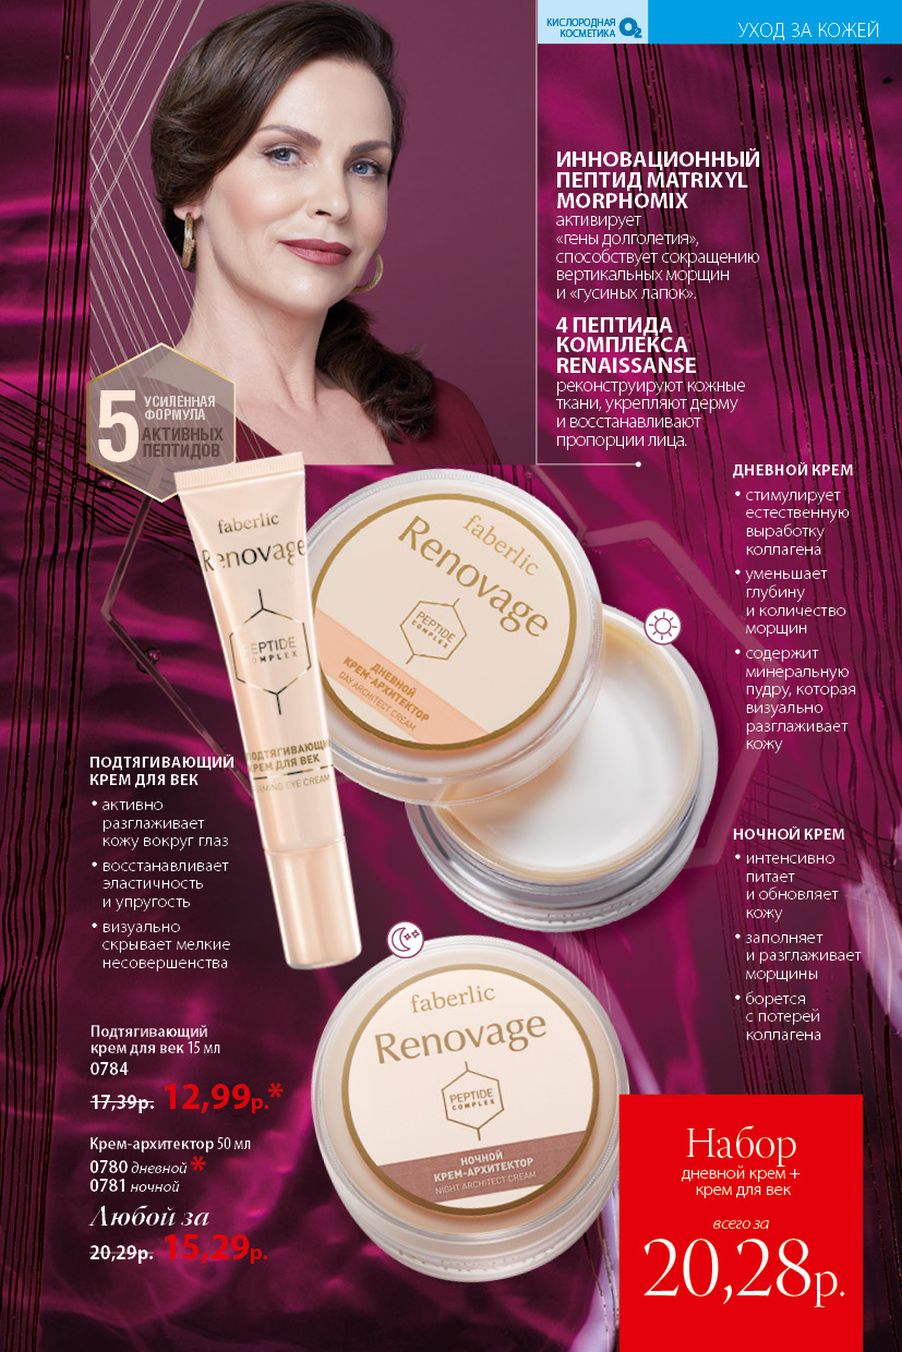 КИСЛОРОДНАЯ
КОСМЕТИКА O2
УХОД ЗА КОЖЕЙ
ИННОВАЦИОННЫЙ
ПЕПТИД MATRIXYL
MORPHOMIX
активирует
«гены долголетия»,
способствует сокращению
вертикальных морщин
и «гусиных лапок».
4 ПЕПТИДА
КОМПЛЕКСА
RENAISSANSE
реконструируют кожные
ткани, укрепляют дерму
и восстанавливают
пропорции лица.
5 УСИЛЕННАЯ
ФОРМУЛА
АКТИВНЫХ
ПЕПТИДОВ
faberlic
Renovage
PEPTIDE
COMPLEX
ПОДТЯГИВАЮЩИЙ
КРЕМ ДЛЯ ВЕК
FIRMING EYE CREAM
faberlic
Renovage
PEPTIDE
COMPLEX
ДНЕВНОЙ
КРЕМ-АРХИТЕКТОР
DAY ARCHITECT CREAM
ДНЕВНОЙ КРЕМ
• стимулирует
естественную
выработку
коллагена
• уменьшает
глубину
и количество
морщин
• содержит
минеральную
пудру, которая
визуально
разглаживает
кожу
ПОДТЯГИВАЮЩИЙ
КРЕМ ДЛЯ ВЕК
• активно
разглаживает
кожу вокруг глаз
• восстанавливает
эластичность
и упругость
• визуально
скрывает мелкие
несовершенства
НОЧНОЙ КРЕМ
• интенсивно
питает
и обновляет
кожу
• заполняет
и разглаживает
морщины
• борется
с потерей
коллагена
faberlic
Renovage
PEPTIDE
COMPLEX
НОЧНОЙ
КРЕМ-АРХИТЕКТОР
NIGHT ARCHITECT CREAM
Подтягивающий
крем для век 15 мл
0784
17,39р. 12,99р.*
Крем-архитектор 50 мл
0780 дневной *
0781 ночной
Любой за
20,29р. 15,29р.
Набор
дневной крем +
крем для век
всего за
20,28р.